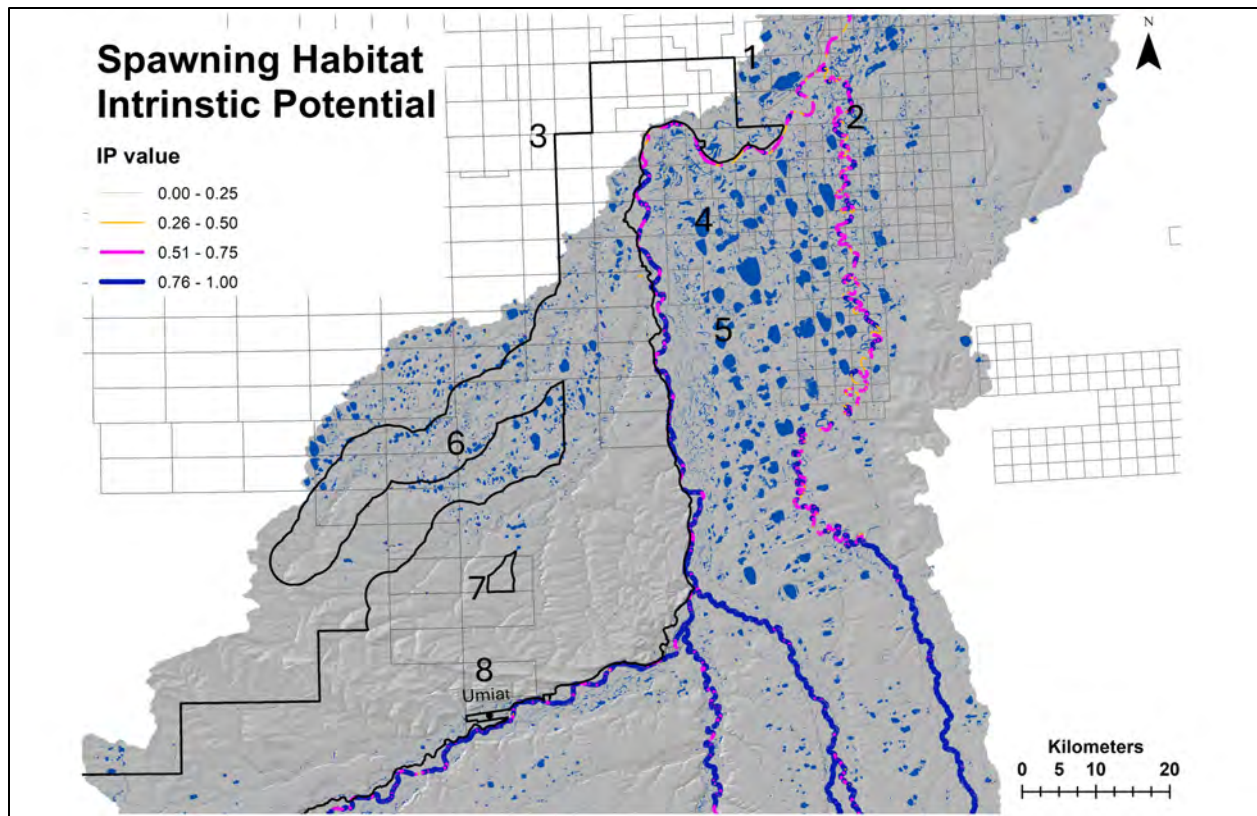 Spawning Habitat
Intrinstic Potential
IP value
0.00 - 0.25
0.26 - 0.50
0.51 - 0.75
0.76 - 1.00
N
1
2
3
4
5
6
7
8
Umiat
Kilometers
0 5 10 20